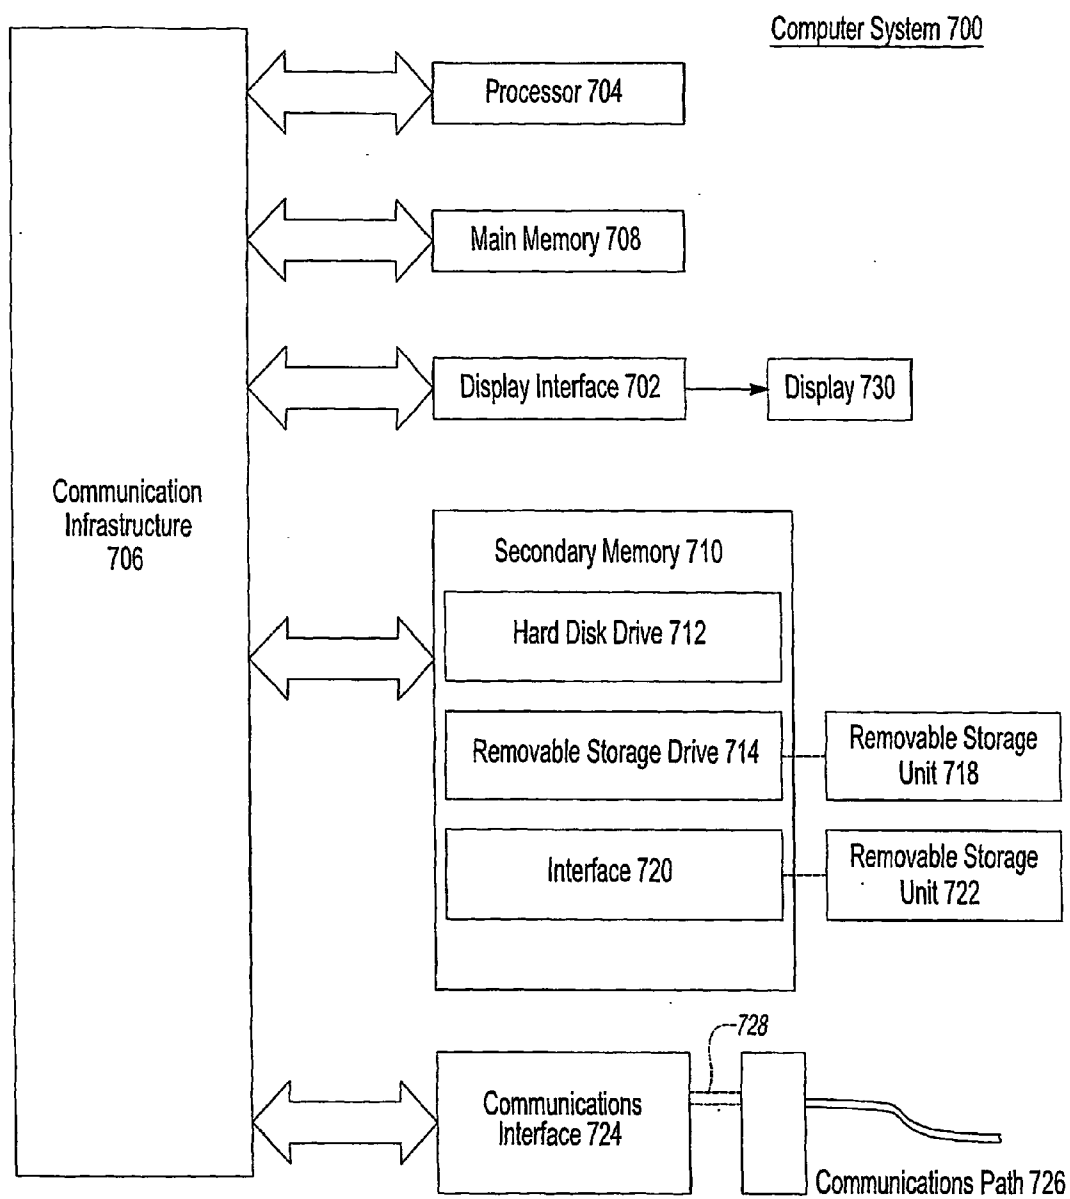 Computer System 700
Processor 704
Main Memory 708
Display Interface 702
Display 730
Communication
Infrastructure
706
Secondary Memory 710
Hard Disk Drive 712
Removable Storage Drive 714
Removable Storage
Unit 718
Interface 720
Removable Storage
Unit 722
728
Communications
Interface 724
Communications Path 726